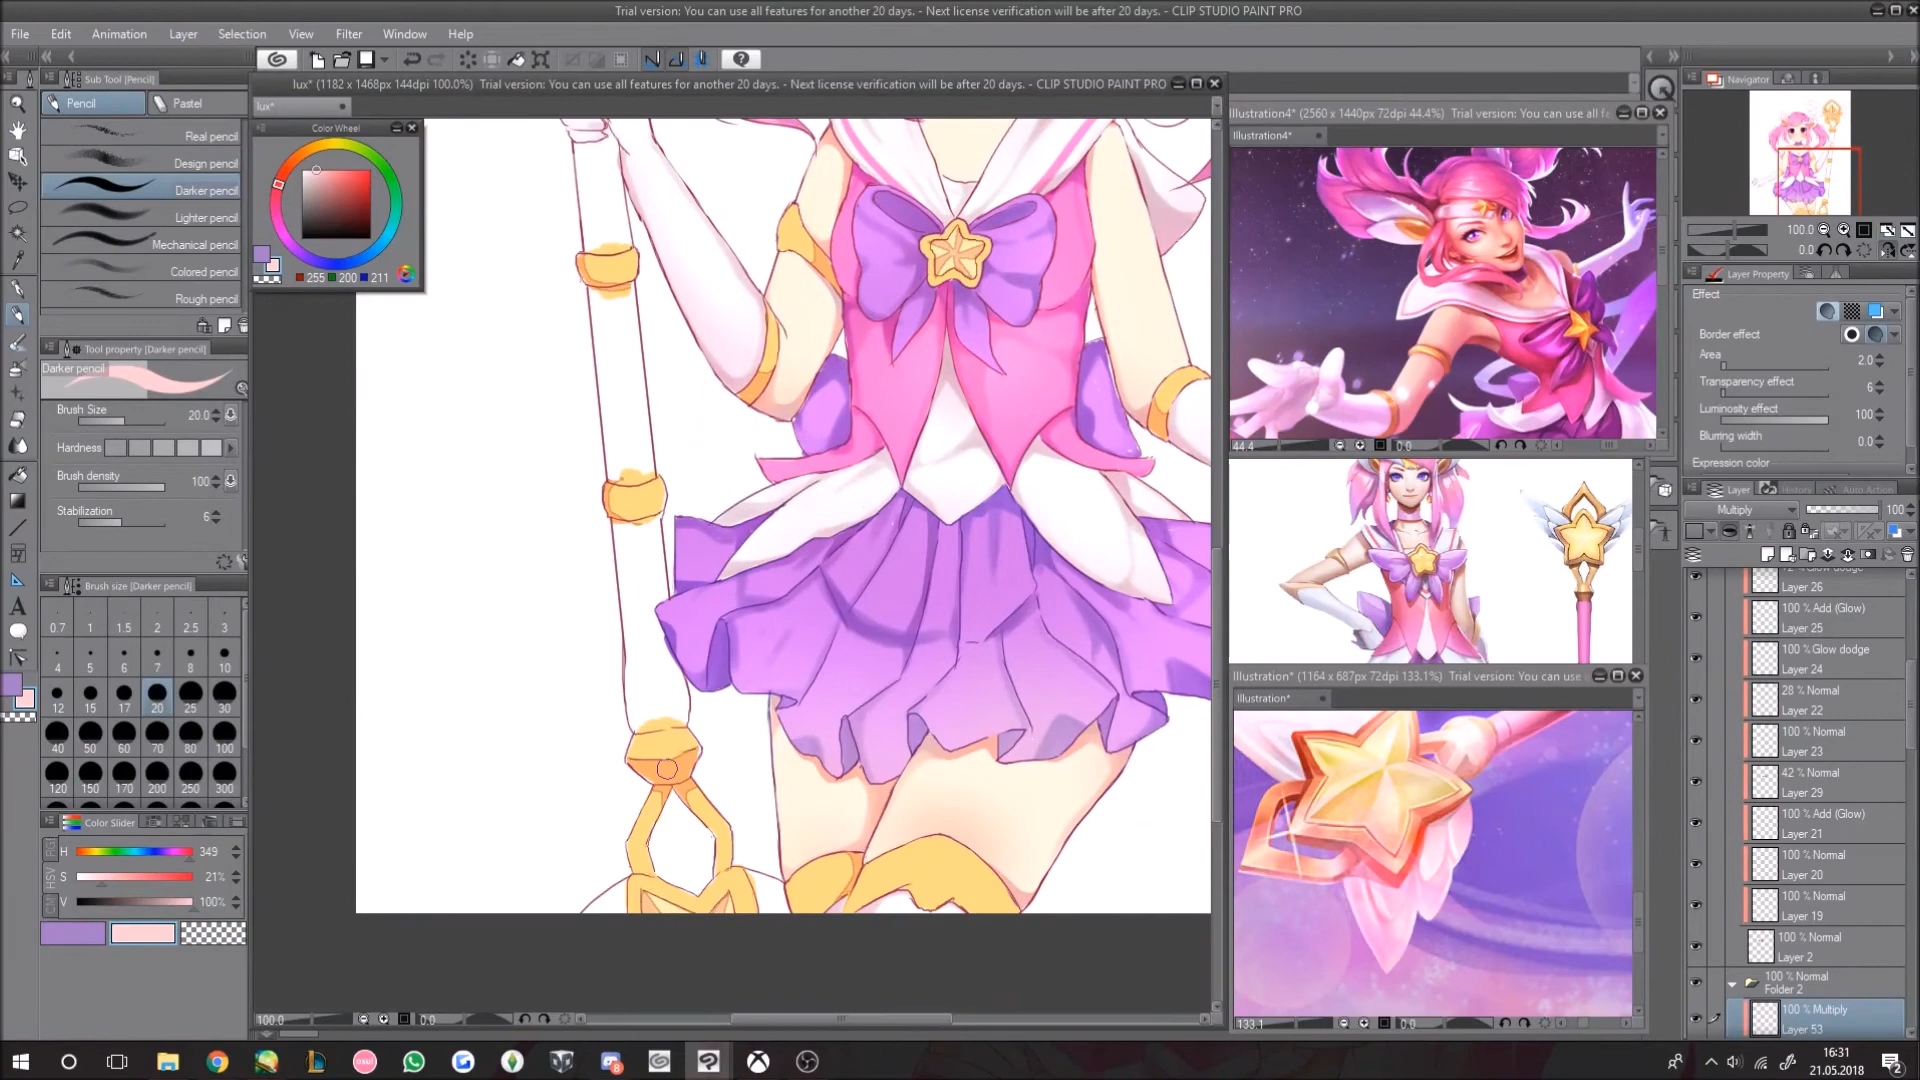 Trial version: You can use all features for another 20 days. - Next license verification will be after 20 days. - CLIP STUDIO PAINT PRO
File Edit Animation Layer Selection View Filter Window Help
Sub Tool [Pencil]
Pencil Pastel
Real pencil
Design pencil
Darker pencil
Lighter pencil
Mechanical pencil
Colored pencil
Rough pencil
Tool property [Darker pencil]
Darker pencil
Brush Size 20.0
Hardness
Brush density 100
Stabilization 6
Brush size [Darker pencil]
0.7 1 1.5 2 2.5 3
4 5 6 7 8 10
12 15 17 20 25 30
40 50 60 70 80 100
120 150 170 200 250 300
Color Slider
H 349
S 21%
V 100%
lux* (1182 x 1468px 144dpi 100.0%) Trial version: You can use all features for another 20 days. - Next license verification will be after 20 days. - CLIP STUDIO PAINT PRO
lux*
Color Wheel
255 200 211
100.0 0.0
Illustration4* (2560 x 1440px 72dpi 44.4%) Trial version: You can use all
Illustration4*
44.4 0.0
Illustration* (1164 x 687px 72dpi 133.1%) Trial version: You can use
Illustration*
133.1 0.0
Navigator
100.0
0.0
Layer Property
Effect
Border effect
Area 2.0
Transparency effect 6
Luminosity effect 100
Blurring width 0.0
Expression color
Layer History Auto Action
Multiply 100
Layer 26
100 % Add (Glow)
Layer 25
100 % Glow dodge
Layer 24
28 % Normal
Layer 22
100 % Normal
Layer 23
42 % Normal
Layer 29
100 % Add (Glow)
Layer 21
100 % Normal
Layer 20
100 % Normal
Layer 19
100 % Normal
Layer 2
100 % Normal
Folder 2
100 % Multiply
Layer 53
osu!
8
16:31
21.05.2018
2